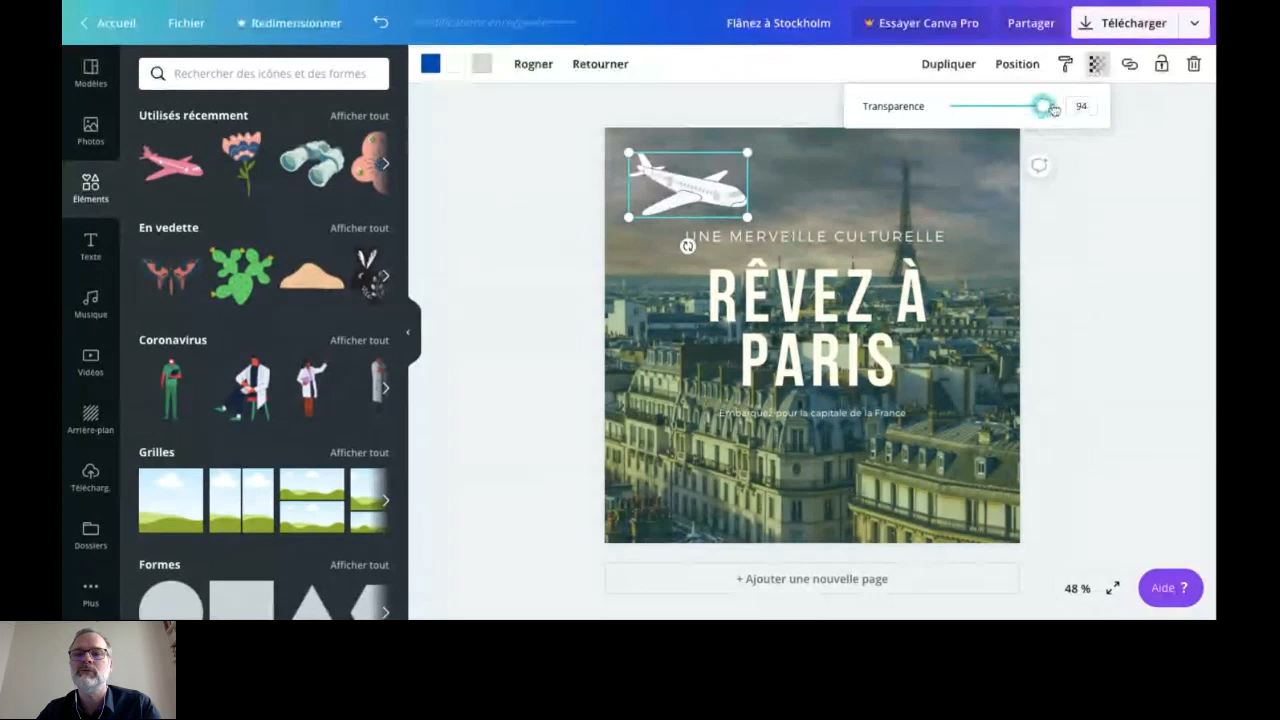 Accueil
Fichier
Redimensionner
Modifications enregistrées
Flânez à Stockholm
Essayer Canva Pro
Partager
Télécharger
Rechercher des icônes et des formes
Rogner
Retourner
Dupliquer
Position
Transparence
94
Modèles
Photos
Éléments
Texte
Musique
Vidéos
Arrière-plan
Télécharg.
Dossiers
Plus
Utilisés récemment
Afficher tout
En vedette
Afficher tout
Coronavirus
Afficher tout
Grilles
Afficher tout
Formes
Afficher tout
UNE MERVEILLE CULTURELLE
RÊVEZ À
PARIS
Embarquez pour la capitale de la France
+ Ajouter une nouvelle page
48 %
Aide ?